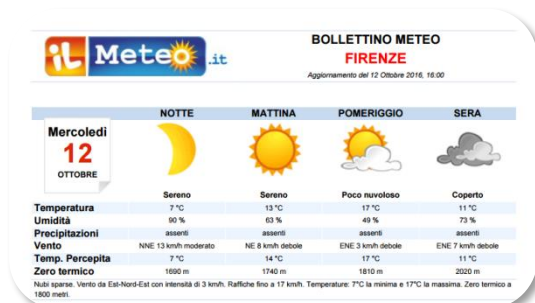 iL Meteo.it
BOLLETTINO METEO
FIRENZE
Aggiornamento del 12 Ottobre 2016, 16:00
NOTTE MATTINA POMERIGGIO SERA
Mercoledì
12
OTTOBRE
Sereno Sereno Poco nuvoloso Coperto
Temperatura 7 °C 13 °C 17 °C 11 °C
Umidità 90 % 63 % 49 % 73 %
Precipitazioni assenti assenti assenti assenti
Vento NNE 13 km/h moderato NE 8 km/h debole ENE 3 km/h debole ENE 7 km/h debole
Temp. Percepita 7 °C 14 °C 17 °C 11 °C
Zero termico 1690 m 1740 m 1810 m 2020 m
Nubi sparse. Vento da Est-Nord-Est con intensità di 3 km/h. Raffiche fino a 17 km/h. Temperature: 7°C la minima e 17°C la massima. Zero termico a
1800 metri.